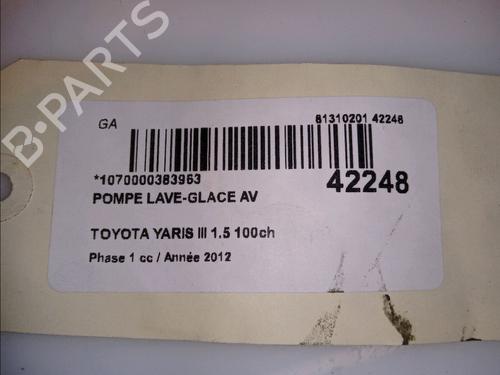 B-PARTS
GA
81310201 42248
*1070000383963
42248
POMPE LAVE-GLACE AV
TOYOTA YARIS III 1.5 100ch
Phase 1 cc / Année 2012